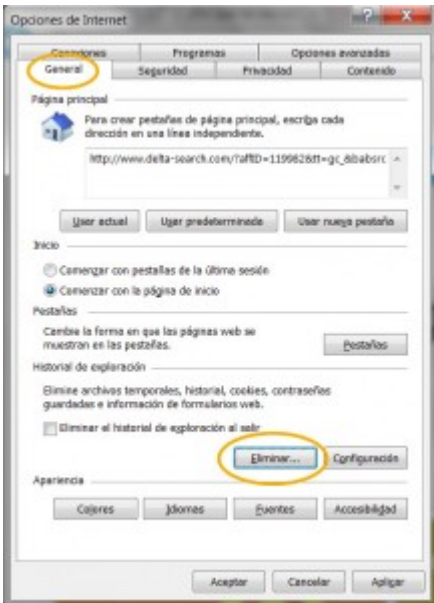 Opciones de Internet
Conexiones Programas Opciones avanzadas
General Seguridad Privacidad Contenido
Página principal
Para crear pestañas de página principal, escriba cada
dirección en una línea independiente.
http://www.delta-search.com/?affID=119982&tt=gc_&babsrc
Usar actual Usar predeterminada Usar nueva pestaña
Inicio
Comenzar con pestañas de la última sesión
Comenzar con la página de inicio
Pestañas
Cambie la forma en que las páginas web se
muestran en las pestañas.
Pestañas
Historial de exploración
Elimine archivos temporales, historial, cookies, contraseñas
guardadas e información de formularios web.
Eliminar el historial de exploración al salir
Eliminar... Configuración
Apariencia
Colores Idiomas Fuentes Accesibilidad
Aceptar Cancelar Aplicar